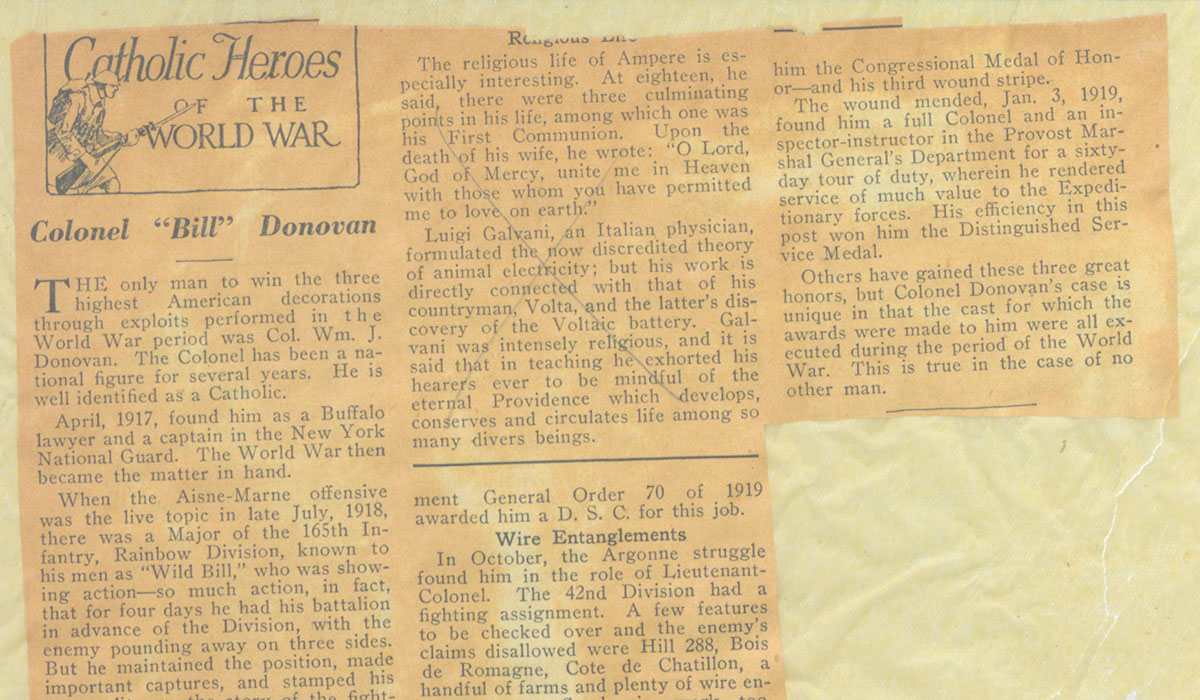 Catholic Heroes
OF THE
WORLD WAR
Colonel "Bill" Donovan
THE only man to win the three
highest American decorations
through exploits performed in the
World War period was Col. Wm. J.
Donovan. The Colonel has been a na-
tional figure for several years. He is
well identified as a Catholic.
April, 1917, found him as a Buffalo
lawyer and a captain in the New York
National Guard. The World War then
became the matter in hand.
When the Aisne-Marne offensive
was the live topic in late July, 1918,
there was a Major of the 165th In-
fantry, Rainbow Division, known to
his men as "Wild Bill," who was show-
ing action—so much action, in fact,
that for four days he had his battalion
in advance of the Division, with the
enemy pounding away on three sides.
But he maintained the position, made
important captures, and stamped his
the story of the fight-
Religious Life
The religious life of Ampere is es-
pecially interesting. At eighteen, he
said, there were three culminating
points in his life, among which one was
his First Communion. Upon the
death of his wife, he wrote: "O Lord,
God of Mercy, unite me in Heaven
with those whom you have permitted
me to love on earth."
Luigi Galvani, an Italian physician,
formulated the now discredited theory
of animal electricity; but his work is
directly connected with that of his
countryman, Volta, and the latter's dis-
covery of the Voltaic battery. Gal-
vani was intensely religious, and it is
said that in teaching he exhorted his
hearers ever to be mindful of the
eternal Providence which develops,
conserves and circulates life among so
many divers beings.
ment General Order 70 of 1919
awarded him a D. S. C. for this job.
Wire Entanglements
In October, the Argonne struggle
found him in the role of Lieutenant-
Colonel. The 42nd Division had a
fighting assignment. A few features
to be checked over and the enemy's
claims disallowed were Hill 288, Bois
de Romagne, Cote de Chatillon, a
handful of farms and plenty of wire en-
him the Congressional Medal of Hon-
or—and his third wound stripe.
The wound mended, Jan. 3, 1919,
found him a full Colonel and an in-
spector-instructor in the Provost Mar-
shal General's Department for a sixty-
day tour of duty, wherein he rendered
service of much value to the Expedi-
tionary forces. His efficiency in this
post won him the Distinguished Ser-
vice Medal.
Others have gained these three great
honors, but Colonel Donovan's case is
unique in that the cast for which the
awards were made to him were all ex-
ecuted during the period of the World
War. This is true in the case of no
other man.